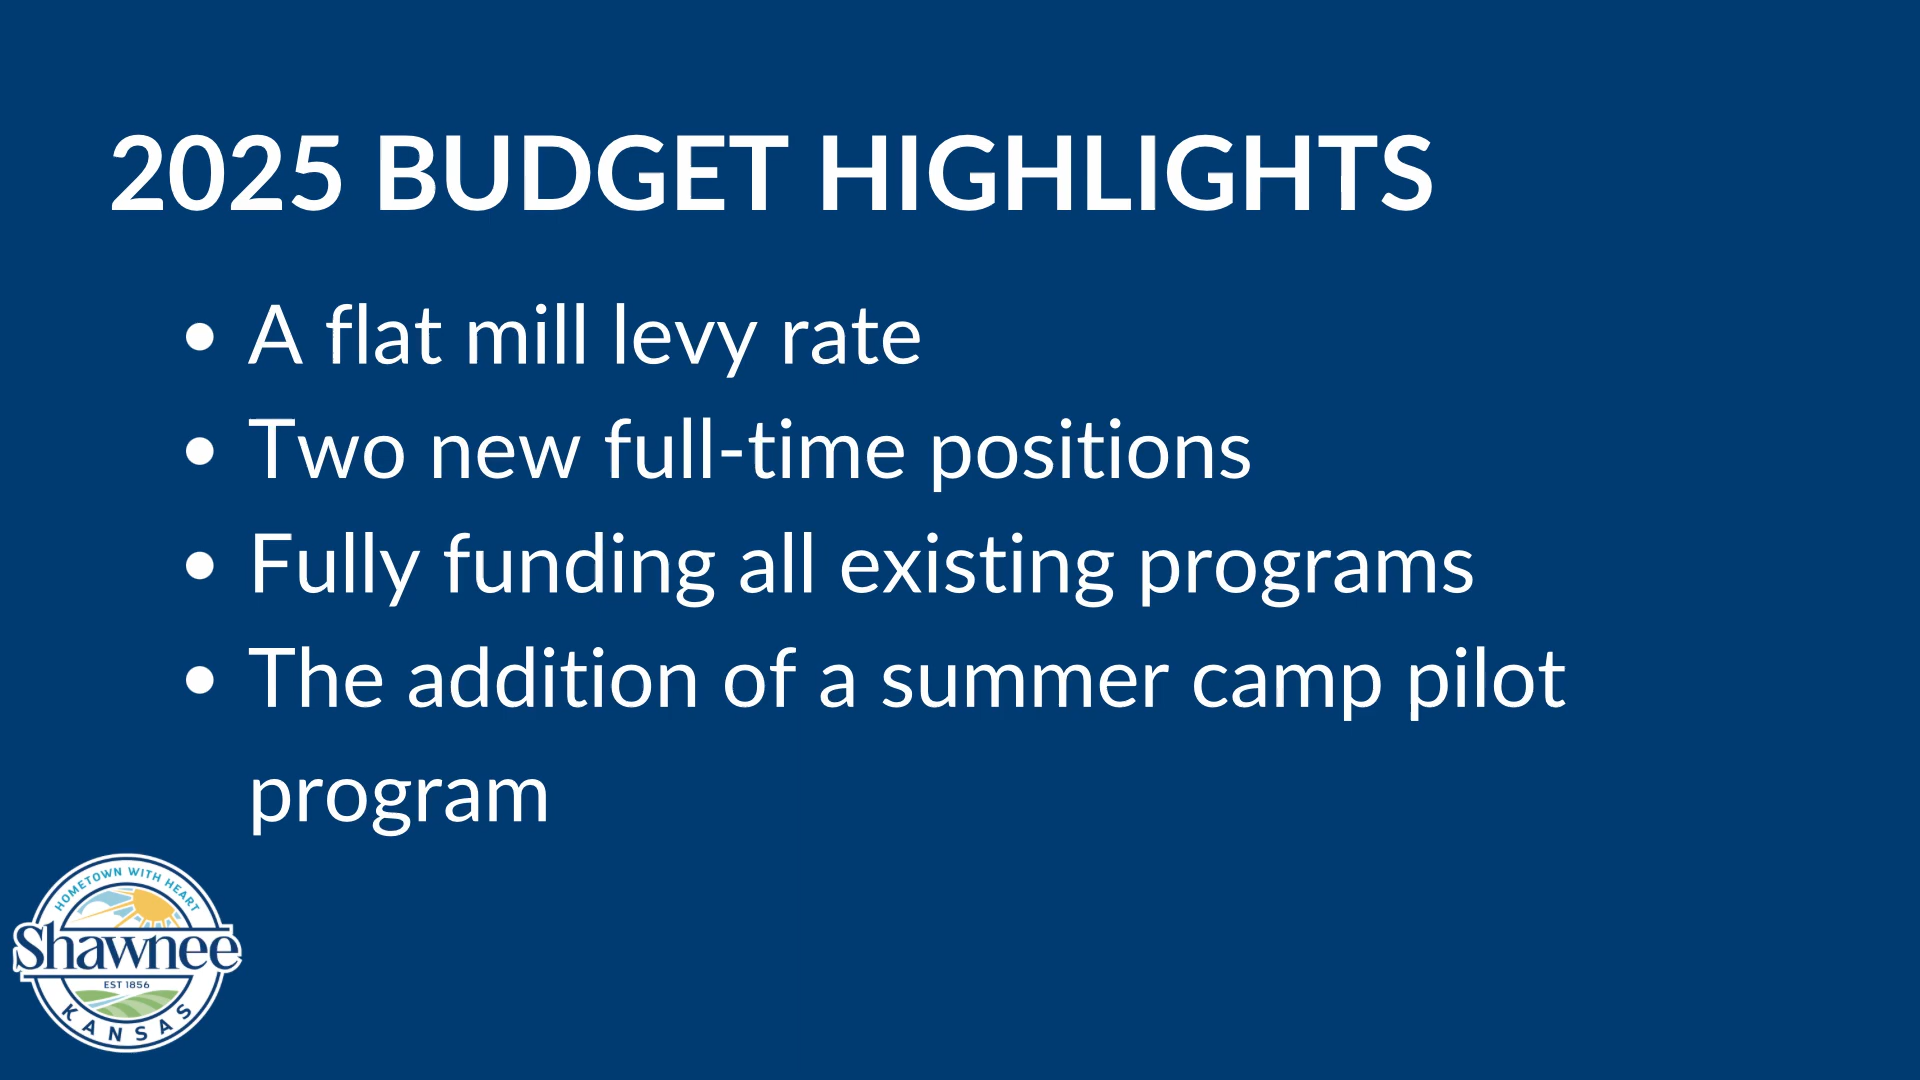 2025 BUDGET HIGHLIGHTS
• A flat mill levy rate
• Two new full-time positions
• Fully funding all existing programs
• The addition of a summer camp pilot
program
HOMETOWN WITH HEART
Shawnee
EST 1856
KANSAS